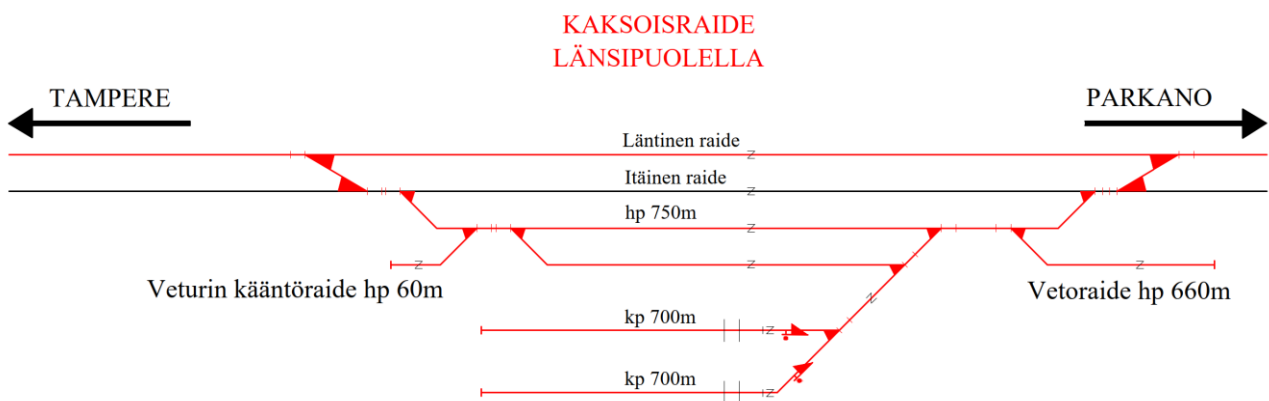 KAKSOISRAIDE
LÄNSIPUOLELLA
TAMPERE
PARKANO
Läntinen raide
Itäinen raide
hp 750m
Veturin kääntöraide hp 60m
Vetoraide hp 660m
kp 700m
kp 700m